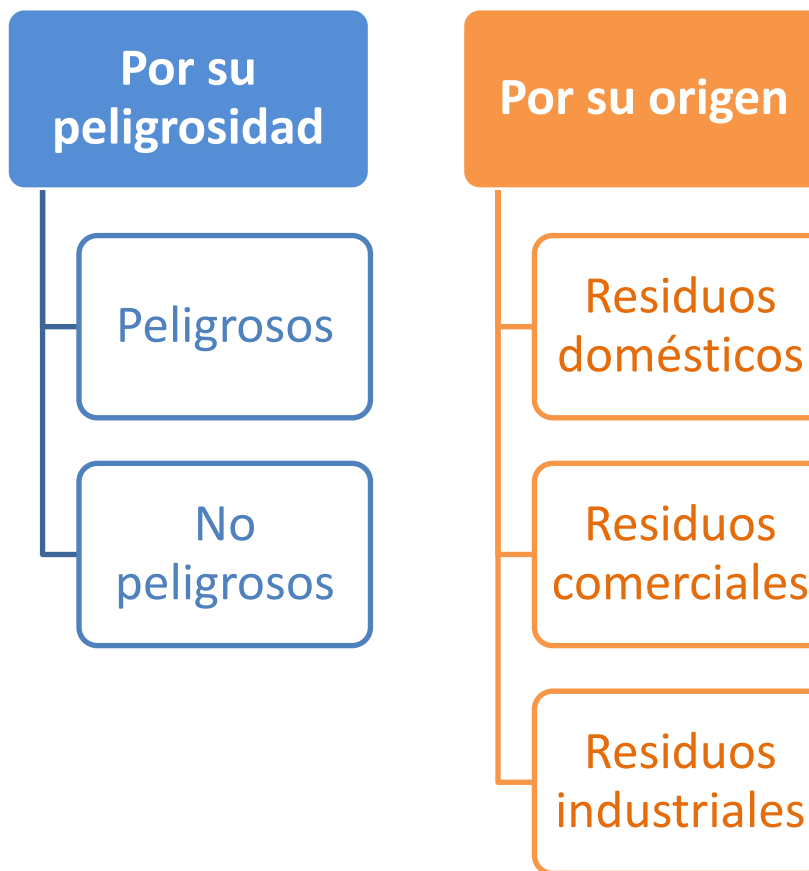 Por su
peligrosidad
Peligrosos
No
peligrosos
Por su origen
Residuos
domésticos
Residuos
comerciales
Residuos
industriales